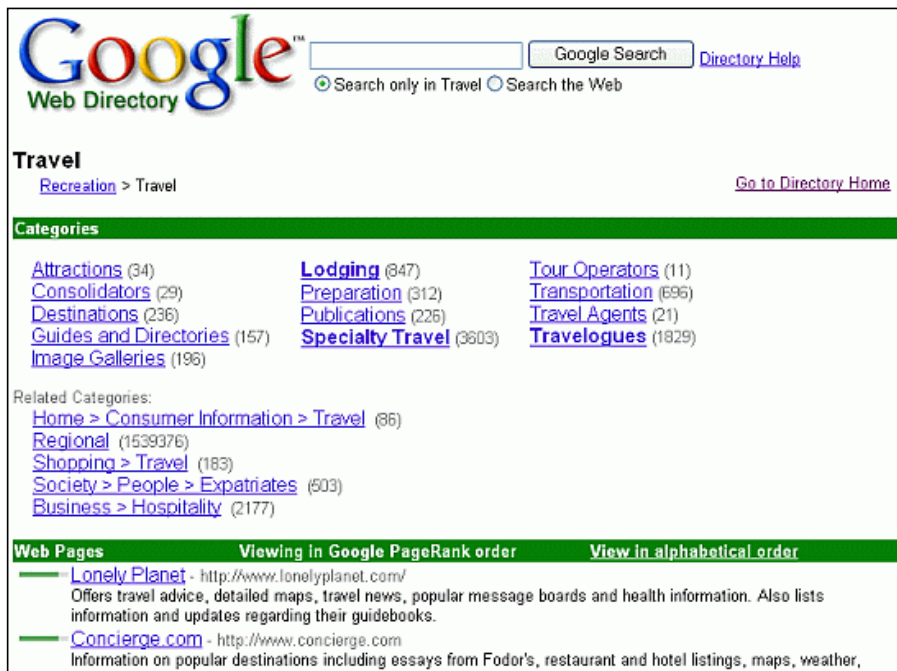 Google™
Web Directory
Google Search
Directory Help
Search only in Travel Search the Web
Travel
Recreation > Travel
Go to Directory Home
Categories
Attractions (34) Lodging (847) Tour Operators (11)
Consolidators (29) Preparation (312) Transportation (696)
Destinations (236) Publications (226) Travel Agents (21)
Guides and Directories (157) Specialty Travel (3603) Travelogues (1829)
Image Galleries (196)
Related Categories:
Home > Consumer Information > Travel (86)
Regional (1539376)
Shopping > Travel (183)
Society > People > Expatriates (503)
Business > Hospitality (2177)
Web Pages Viewing in Google PageRank order View in alphabetical order
Lonely Planet - http://www.lonelyplanet.com/
Offers travel advice, detailed maps, travel news, popular message boards and health information. Also lists
information and updates regarding their guidebooks.
Concierge.com - http://www.concierge.com
Information on popular destinations including essays from Fodor's, restaurant and hotel listings, maps, weather,